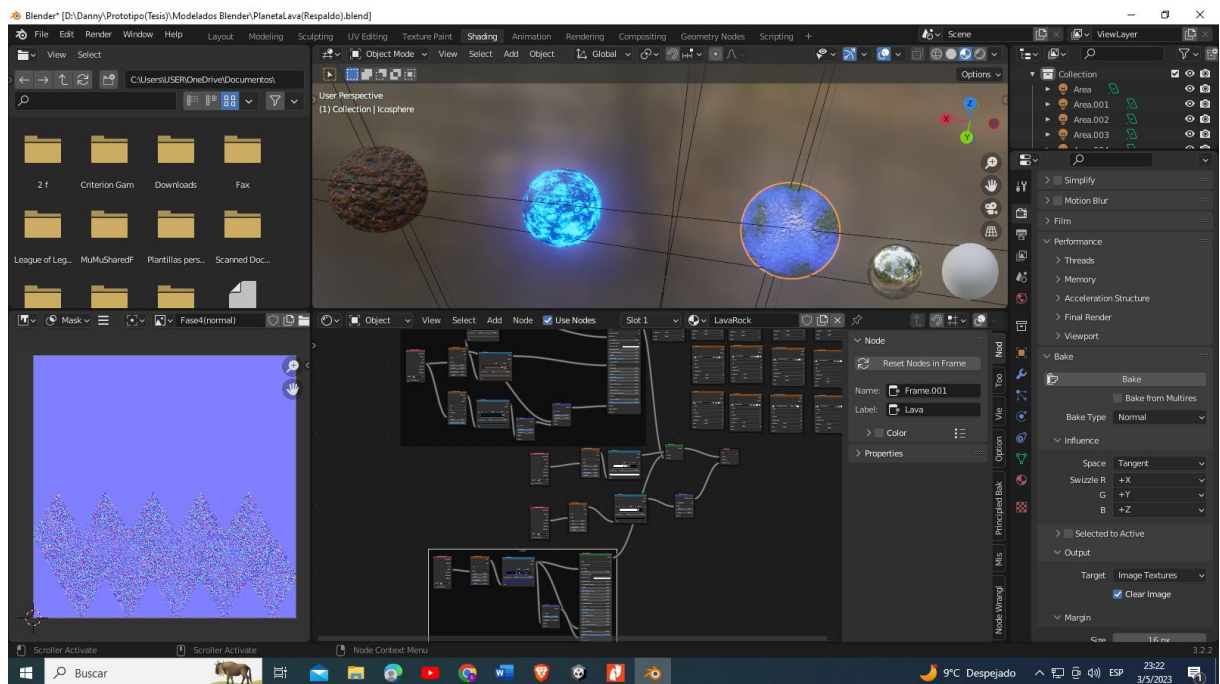 Blender* [D:\Danny\Prototipo(Tesis)\Modelados Blender\PlanetaLava(Respaldo).blend]
File Edit Render Window Help Layout Modeling Sculpting UV Editing Texture Paint Shading Animation Rendering Compositing Geometry Nodes Scripting + Scene ViewLayer
View Select
C:\Users\USER\OneDrive\Documentos\
2 f Criterion Gam Downloads Fax
League of Leg... MuMuSharedF Plantillas pers... Scanned Doc...
Object Mode View Select Add Object Global
Options
User Perspective
(1) Collection | Icosphere
Z
X
Y
Collection
Area
Area.001
Area.002
Area.003
Simplify
Motion Blur
Film
Performance
Threads
Memory
Acceleration Structure
Final Render
Viewport
Bake
Bake
Bake from Multires
Bake Type Normal
Influence
Space Tangent
Swizzle R +X
G +Y
B +Z
Selected to Active
Output
Target Image Textures
Clear Image
Margin
Size 16 px
Mask Fase4(normal)
Object View Select Add Node Use Nodes Slot 1 LavaRock
Node
Reset Nodes in Frame
Name: Frame.001
Label: Lava
Color
Properties
Nod
Too
Vie
Option
Principled Bak
Mis
Node Wrangl
Scroller Activate Scroller Activate Node Context Menu 3.2.2
Buscar 9°C Despejado ESP 23:22
3/5/2023